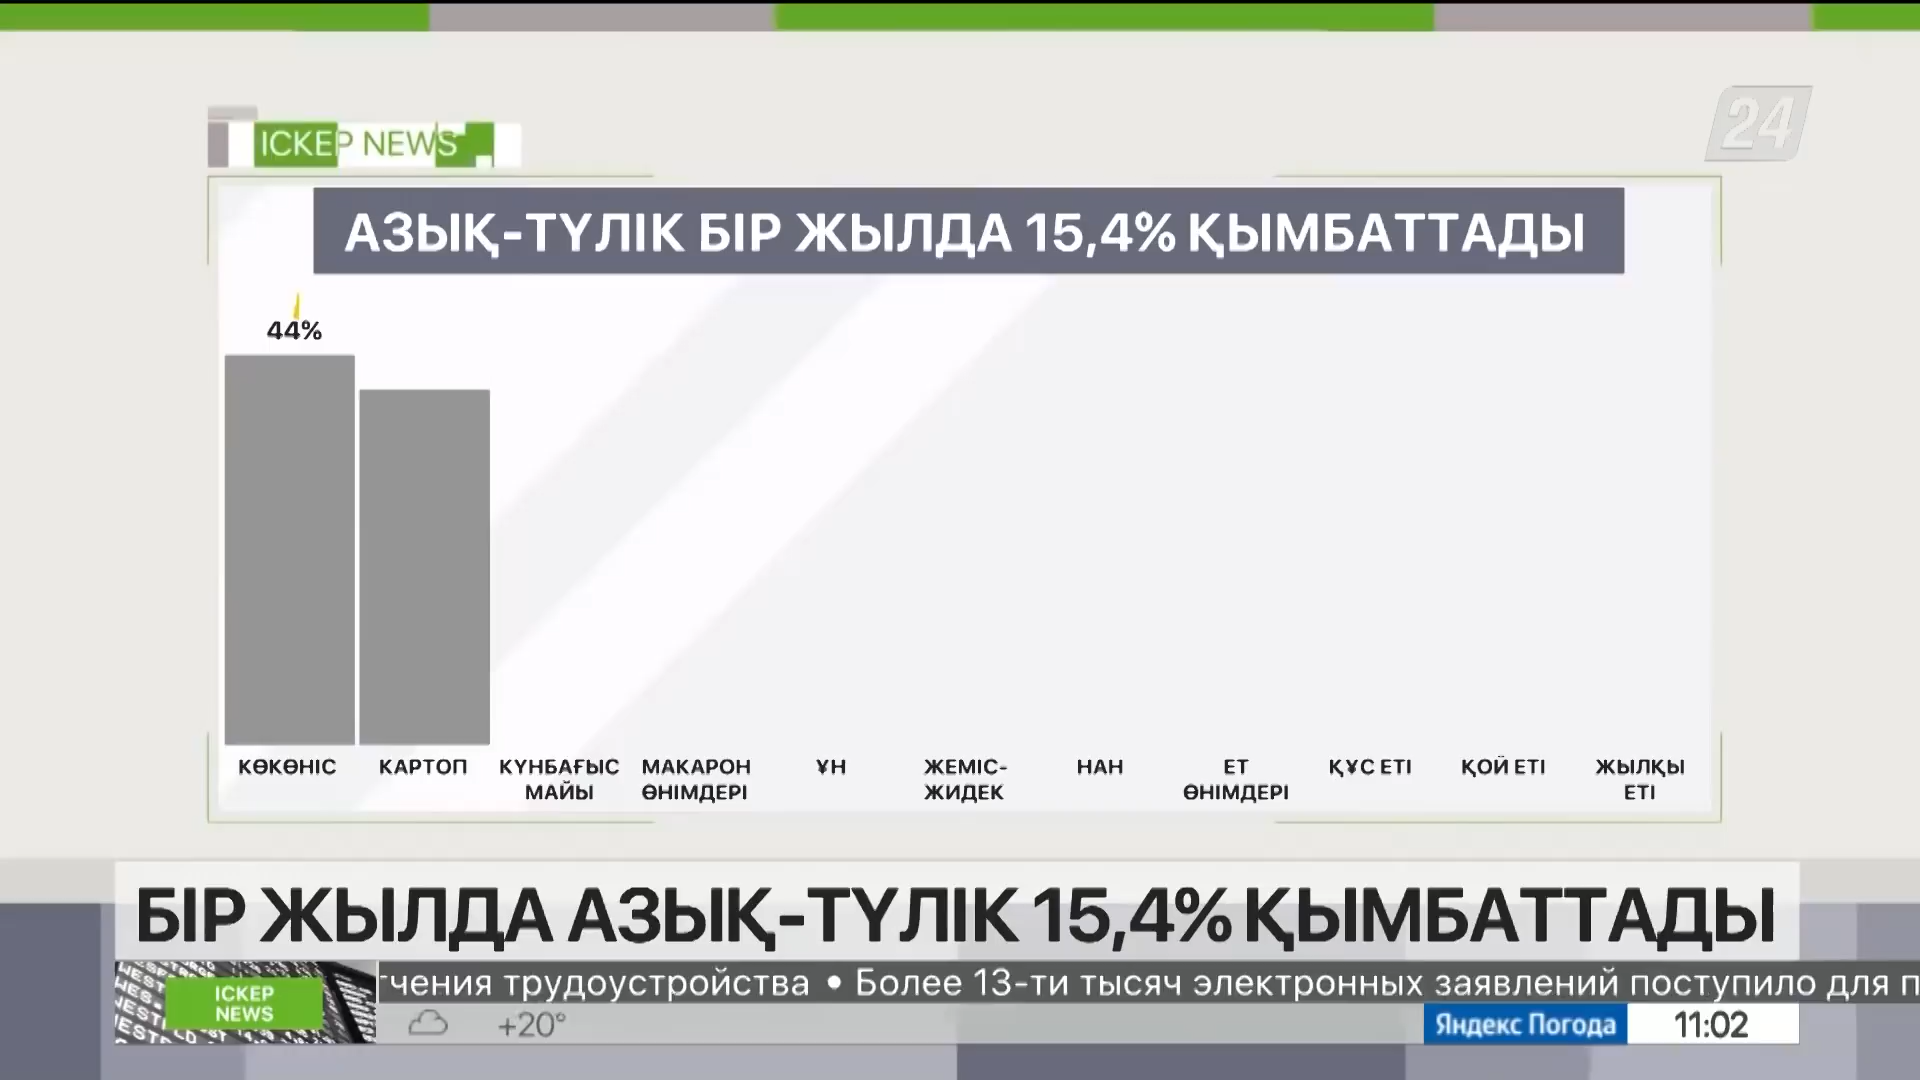 ІСКЕР NEWS
24
АЗЫҚ-ТҮЛІК БІР ЖЫЛДА 15,4% ҚЫМБАТТАДЫ
44%
КӨКӨНІС
КАРТОП
КҮНБАҒЫС
МАЙЫ
МАКАРОН
ӨНІМДЕРІ
ҰН
ЖЕМІС-
ЖИДЕК
НАН
ЕТ
ӨНІМДЕРІ
ҚҰС ЕТІ
ҚОЙ ЕТІ
ЖЫЛҚЫ
ЕТІ
БІР ЖЫЛДА АЗЫҚ-ТҮЛІК 15,4% ҚЫМБАТТАДЫ
ІСКЕР
NEWS
чения трудоустройства • Более 13-ти тысяч электронных заявлений поступило для п
+20°
Яндекс Погода
11:02